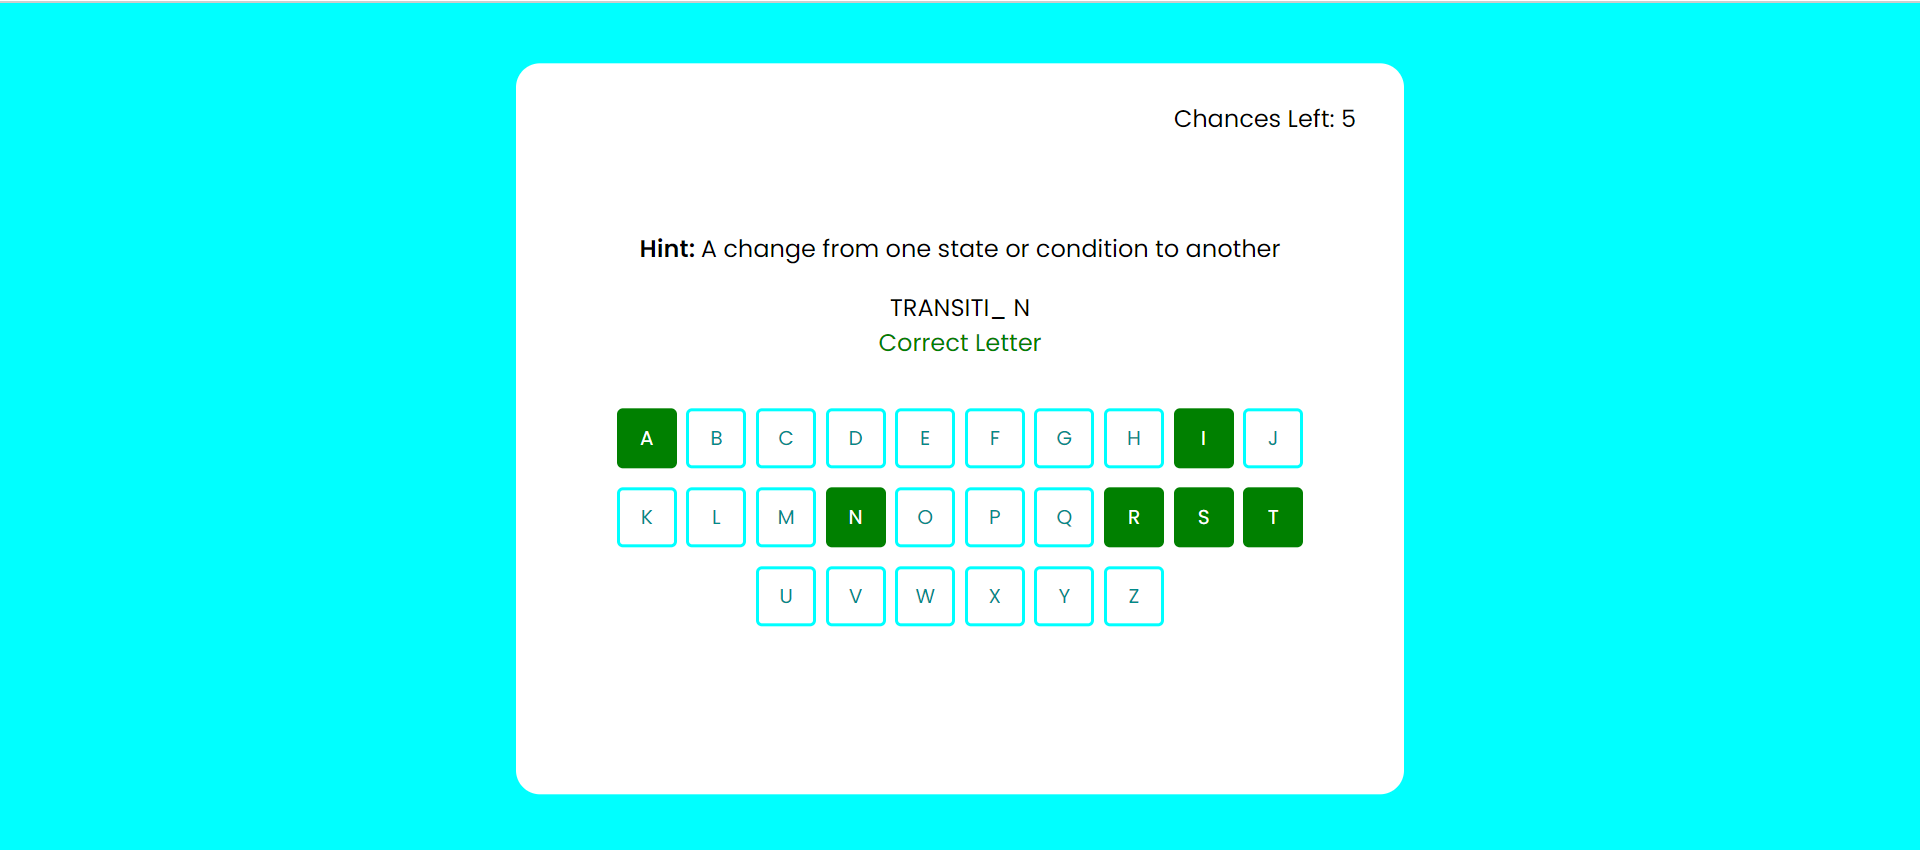 Chances Left: 5
Hint: A change from one state or condition to another
TRANSITI_ N
Correct Letter
A B C D E F G H I J
K L M N O P Q R S T
U V W X Y Z